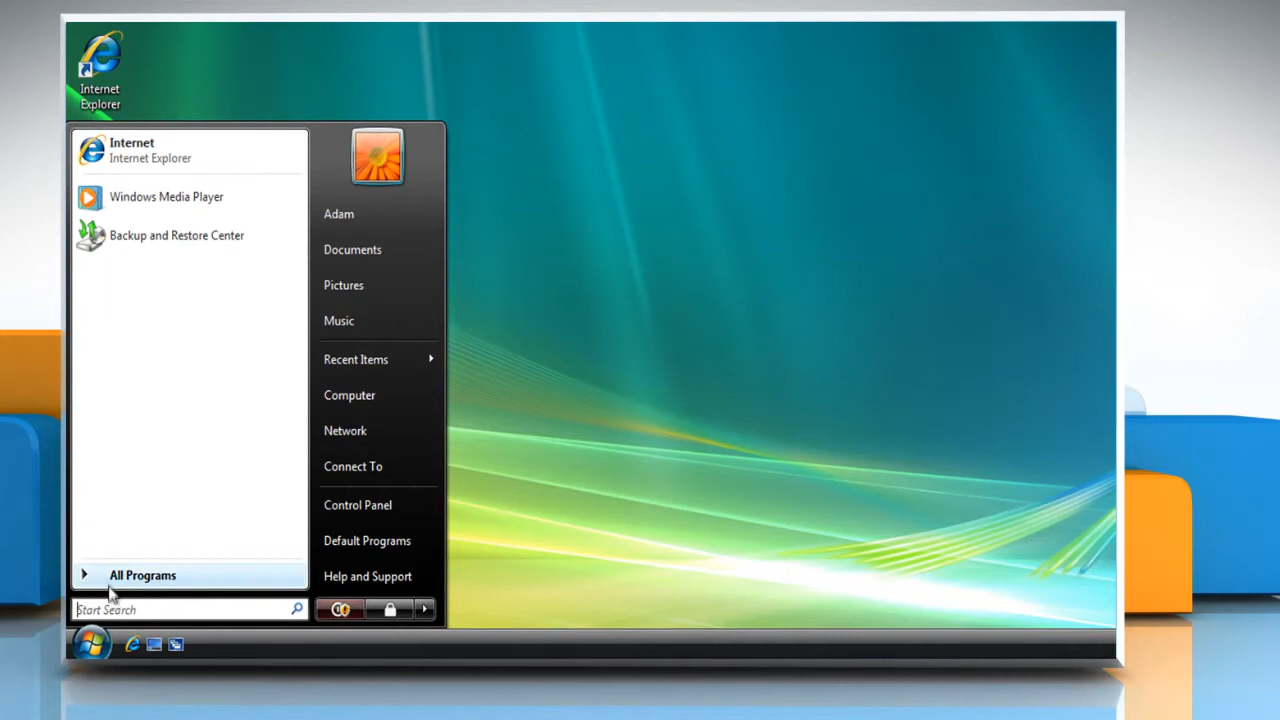 Internet
Explorer
Internet
Internet Explorer
Windows Media Player
Backup and Restore Center
All Programs
Start Search
Adam
Documents
Pictures
Music
Recent Items
Computer
Network
Connect To
Control Panel
Default Programs
Help and Support